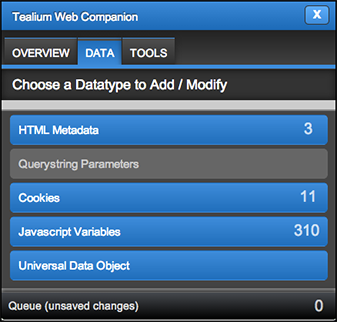 Tealium Web Companion X
OVERVIEW DATA TOOLS
Choose a Datatype to Add / Modify
HTML Metadata 3
Querystring Parameters
Cookies 11
Javascript Variables 310
Universal Data Object
Queue (unsaved changes) 0